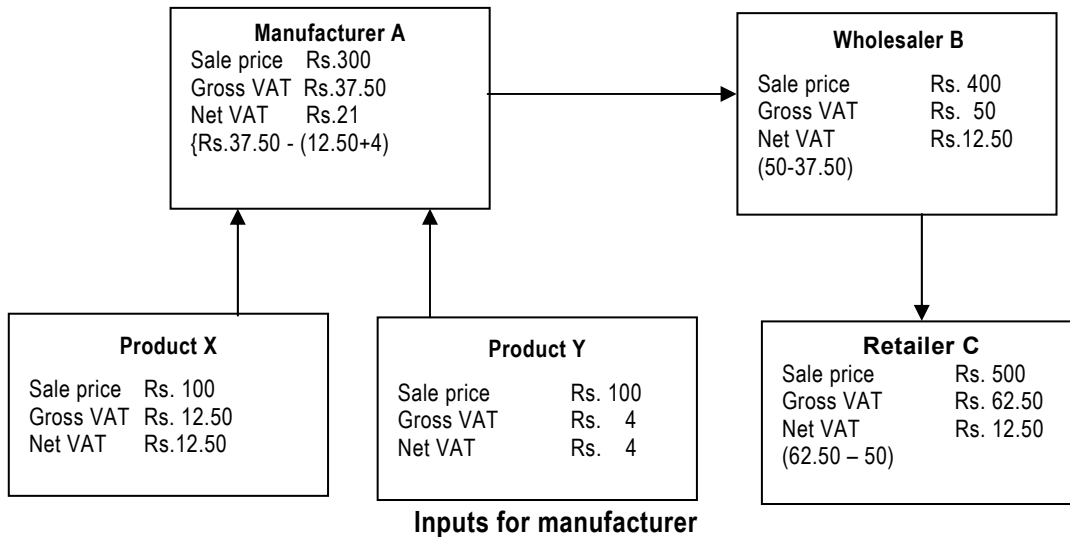 Manufacturer A
Sale price Rs.300
Gross VAT Rs.37.50
Net VAT Rs.21
{Rs.37.50 - (12.50+4)
Wholesaler B
Sale price Rs. 400
Gross VAT Rs. 50
Net VAT Rs.12.50
(50-37.50)
Product X
Sale price Rs. 100
Gross VAT Rs. 12.50
Net VAT Rs.12.50
Product Y
Sale price Rs. 100
Gross VAT Rs. 4
Net VAT Rs. 4
Retailer C
Sale price Rs. 500
Gross VAT Rs. 62.50
Net VAT Rs. 12.50
(62.50 – 50)
Inputs for manufacturer